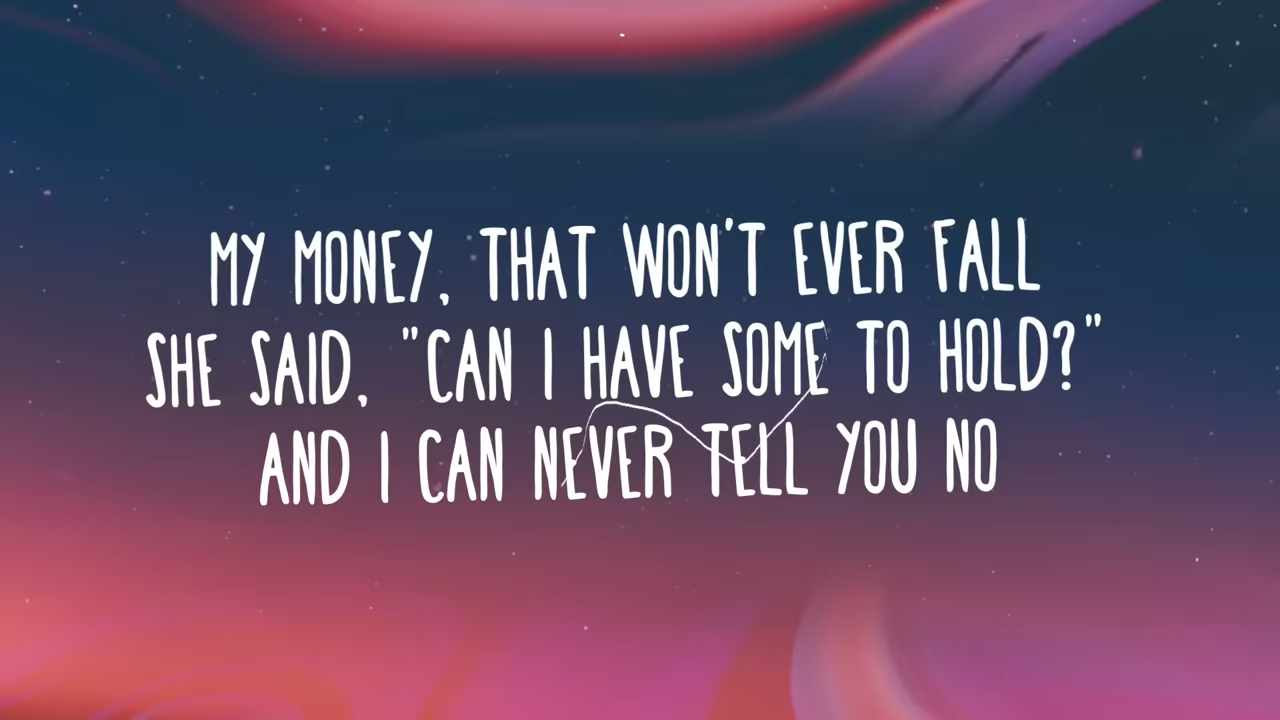 MY MONEY, THAT WON'T EVER FALL
SHE SAID, "CAN I HAVE SOME TO HOLD?"
AND I CAN NEVER TELL YOU NO